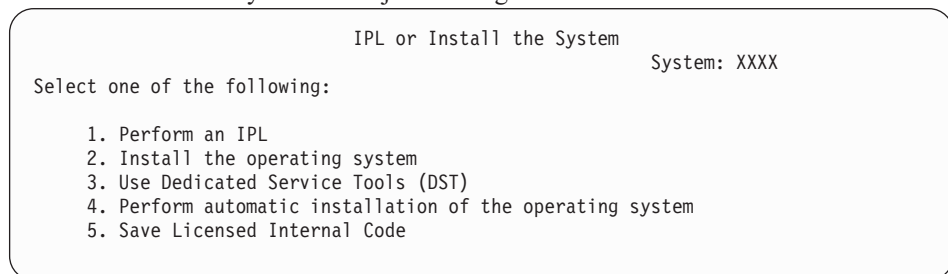 IPL or Install the System
System: XXXX
Select one of the following:
1. Perform an IPL
2. Install the operating system
3. Use Dedicated Service Tools (DST)
4. Perform automatic installation of the operating system
5. Save Licensed Internal Code